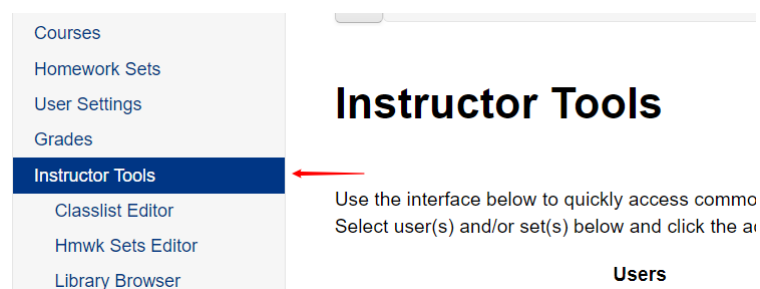 Courses
Homework Sets
User Settings
Grades
Instructor Tools
Classlist Editor
Hmwk Sets Editor
Library Browser
Instructor Tools
Use the interface below to quickly access
Select user(s) and/or set(s) below and click the
Users